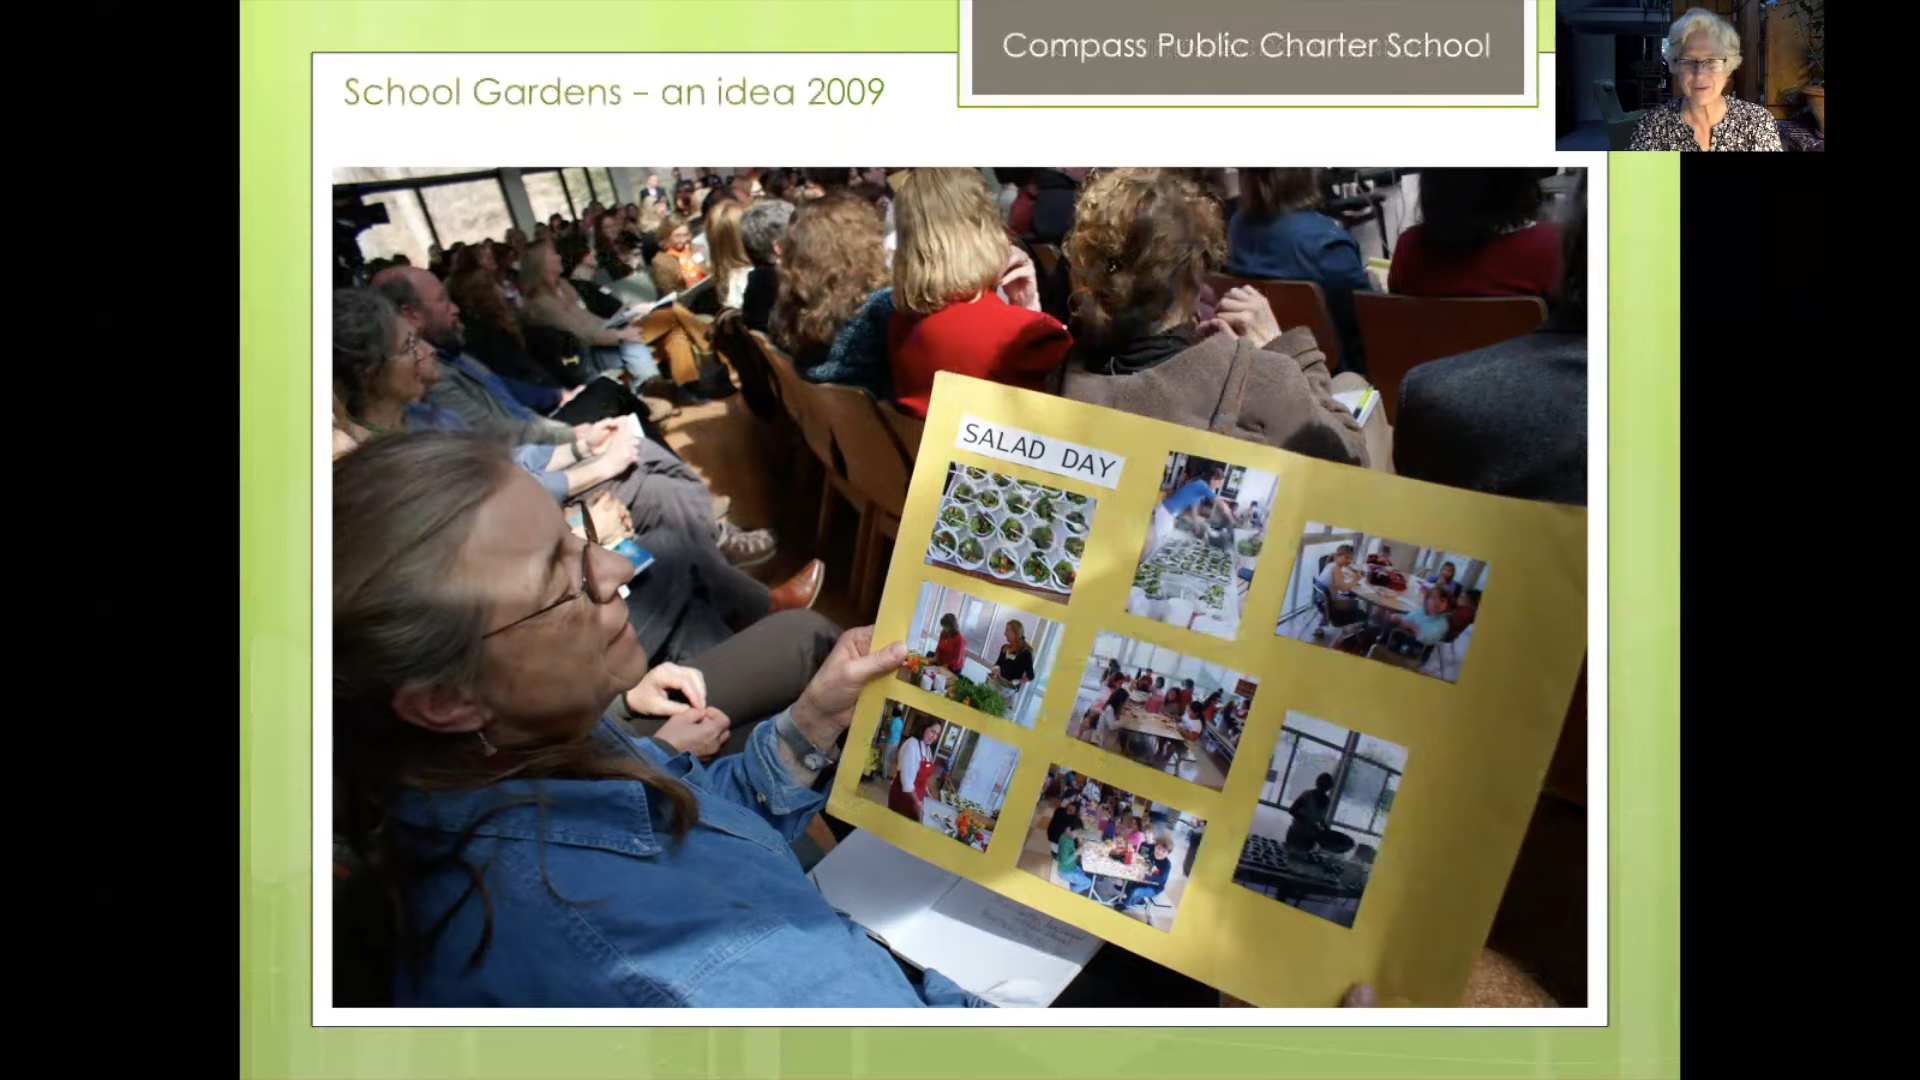 Compass Public Charter School
School Gardens – an idea 2009
SALAD DAY